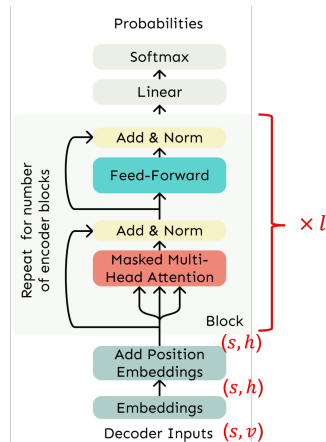 Probabilities
Softmax
Linear
Add & Norm
Feed-Forward
Repeat for number
of encoder blocks
Add & Norm
× l
Masked Multi-
Head Attention
Block
(s, h)
Add Position
Embeddings
(s, h)
Embeddings
Decoder Inputs (s, v)